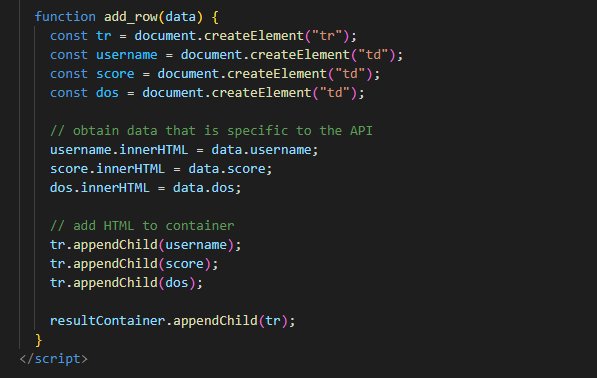 function add_row(data) {
const tr = document.createElement("tr");
const username = document.createElement("td");
const score = document.createElement("td");
const dos = document.createElement("td");
// obtain data that is specific to the API
username.innerHTML = data.username;
score.innerHTML = data.score;
dos.innerHTML = data.dos;
// add HTML to container
tr.appendChild(username);
tr.appendChild(score);
tr.appendChild(dos);
resultContainer.appendChild(tr);
}
</script>